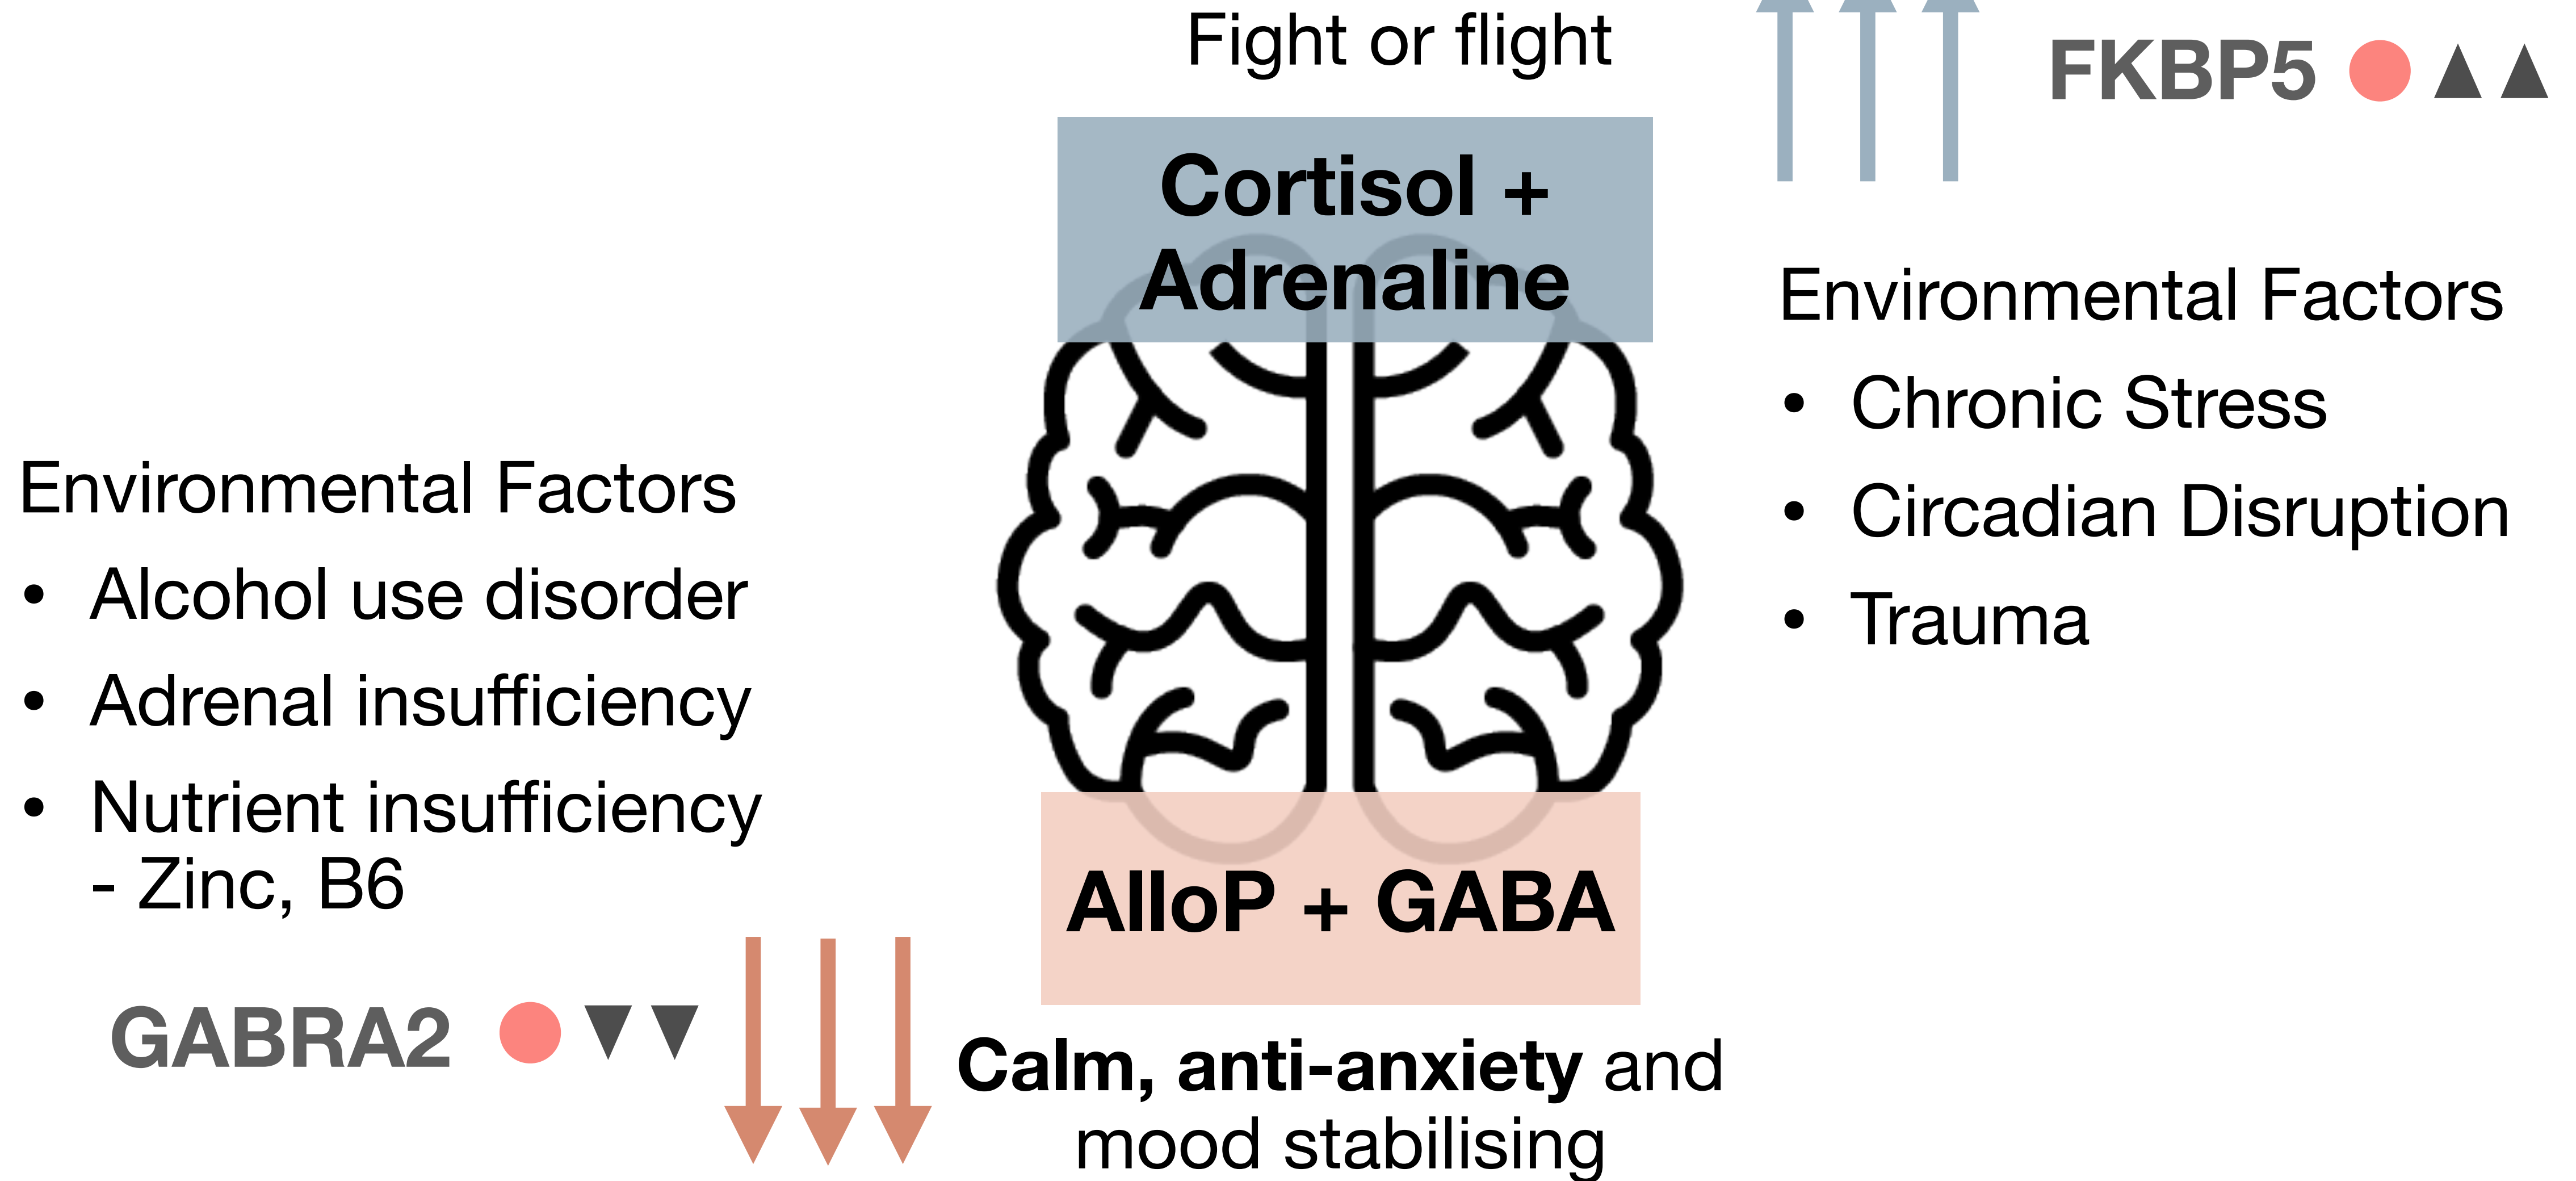 Fight or flight
FKBP5
Cortisol +
Adrenaline
Environmental Factors
• Chronic Stress
• Circadian Disruption
• Trauma
Environmental Factors
• Alcohol use disorder
• Adrenal insufficiency
• Nutrient insufficiency
- Zinc, B6
AlloP + GABA
GABRA2
Calm, anti-anxiety and
mood stabilising